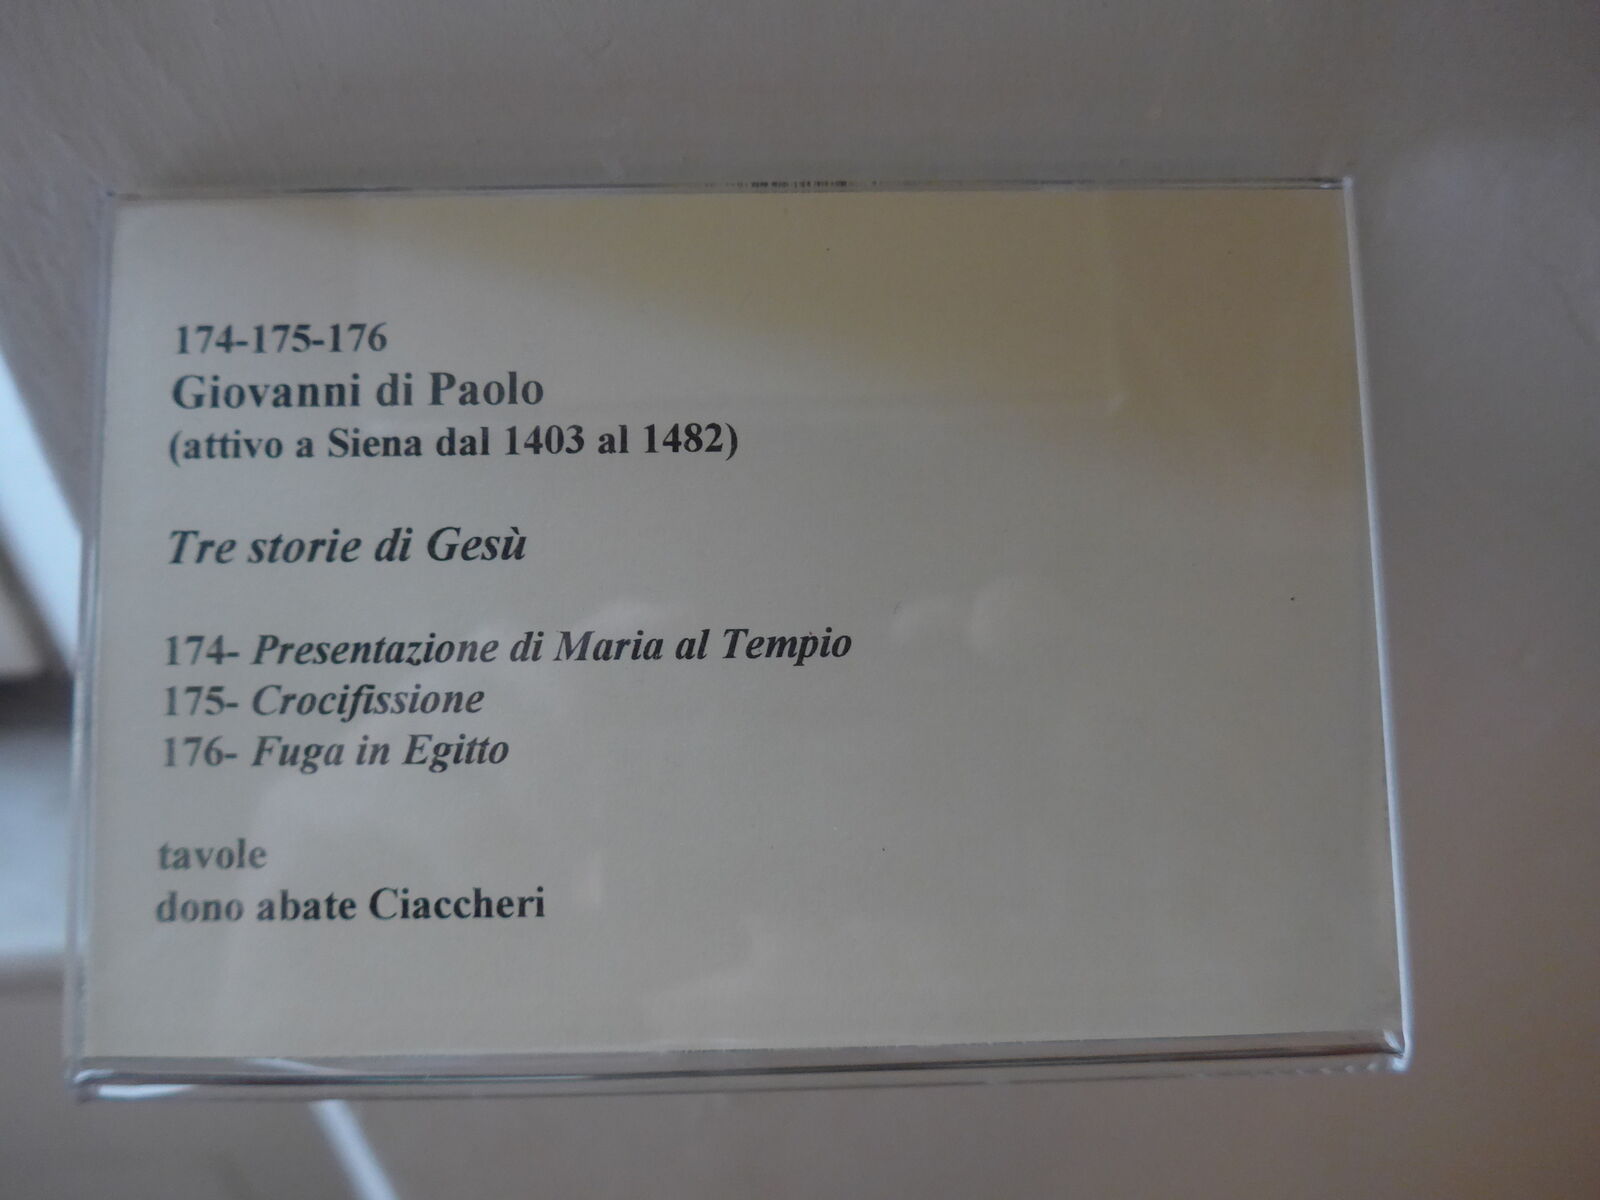 174-175-176
Giovanni di Paolo
(attivo a Siena dal 1403 al 1482)
Tre storie di Gesù
174- Presentazione di Maria al Tempio
175- Crocifissione
176- Fuga in Egitto
tavole
dono abate Ciaccheri